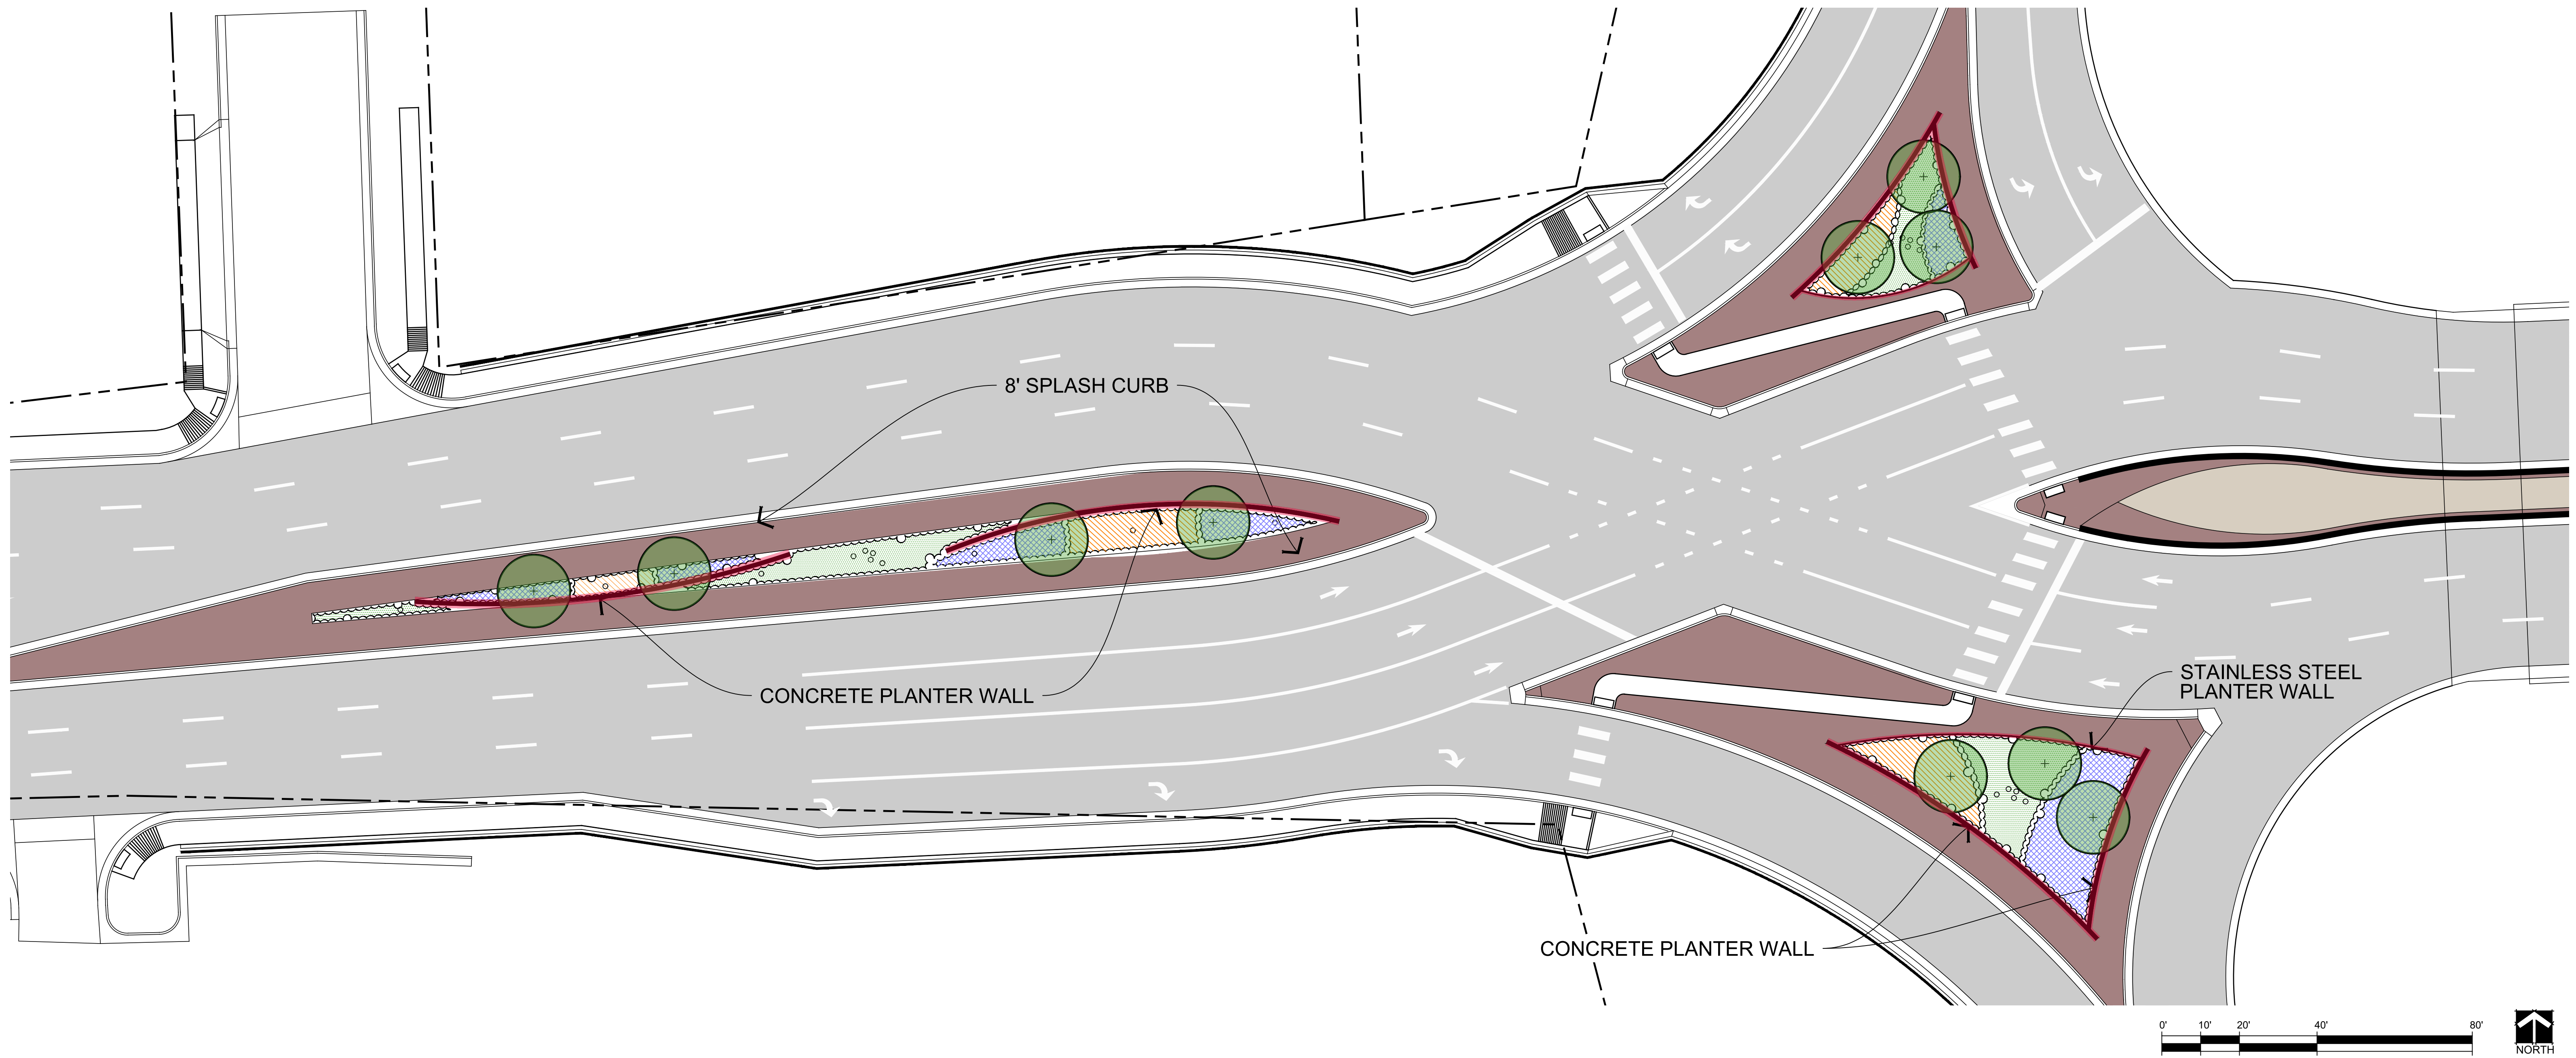 8' SPLASH CURB
CONCRETE PLANTER WALL
STAINLESS STEEL
PLANTER WALL
CONCRETE PLANTER WALL
0' 10' 20' 40' 80'
NORTH